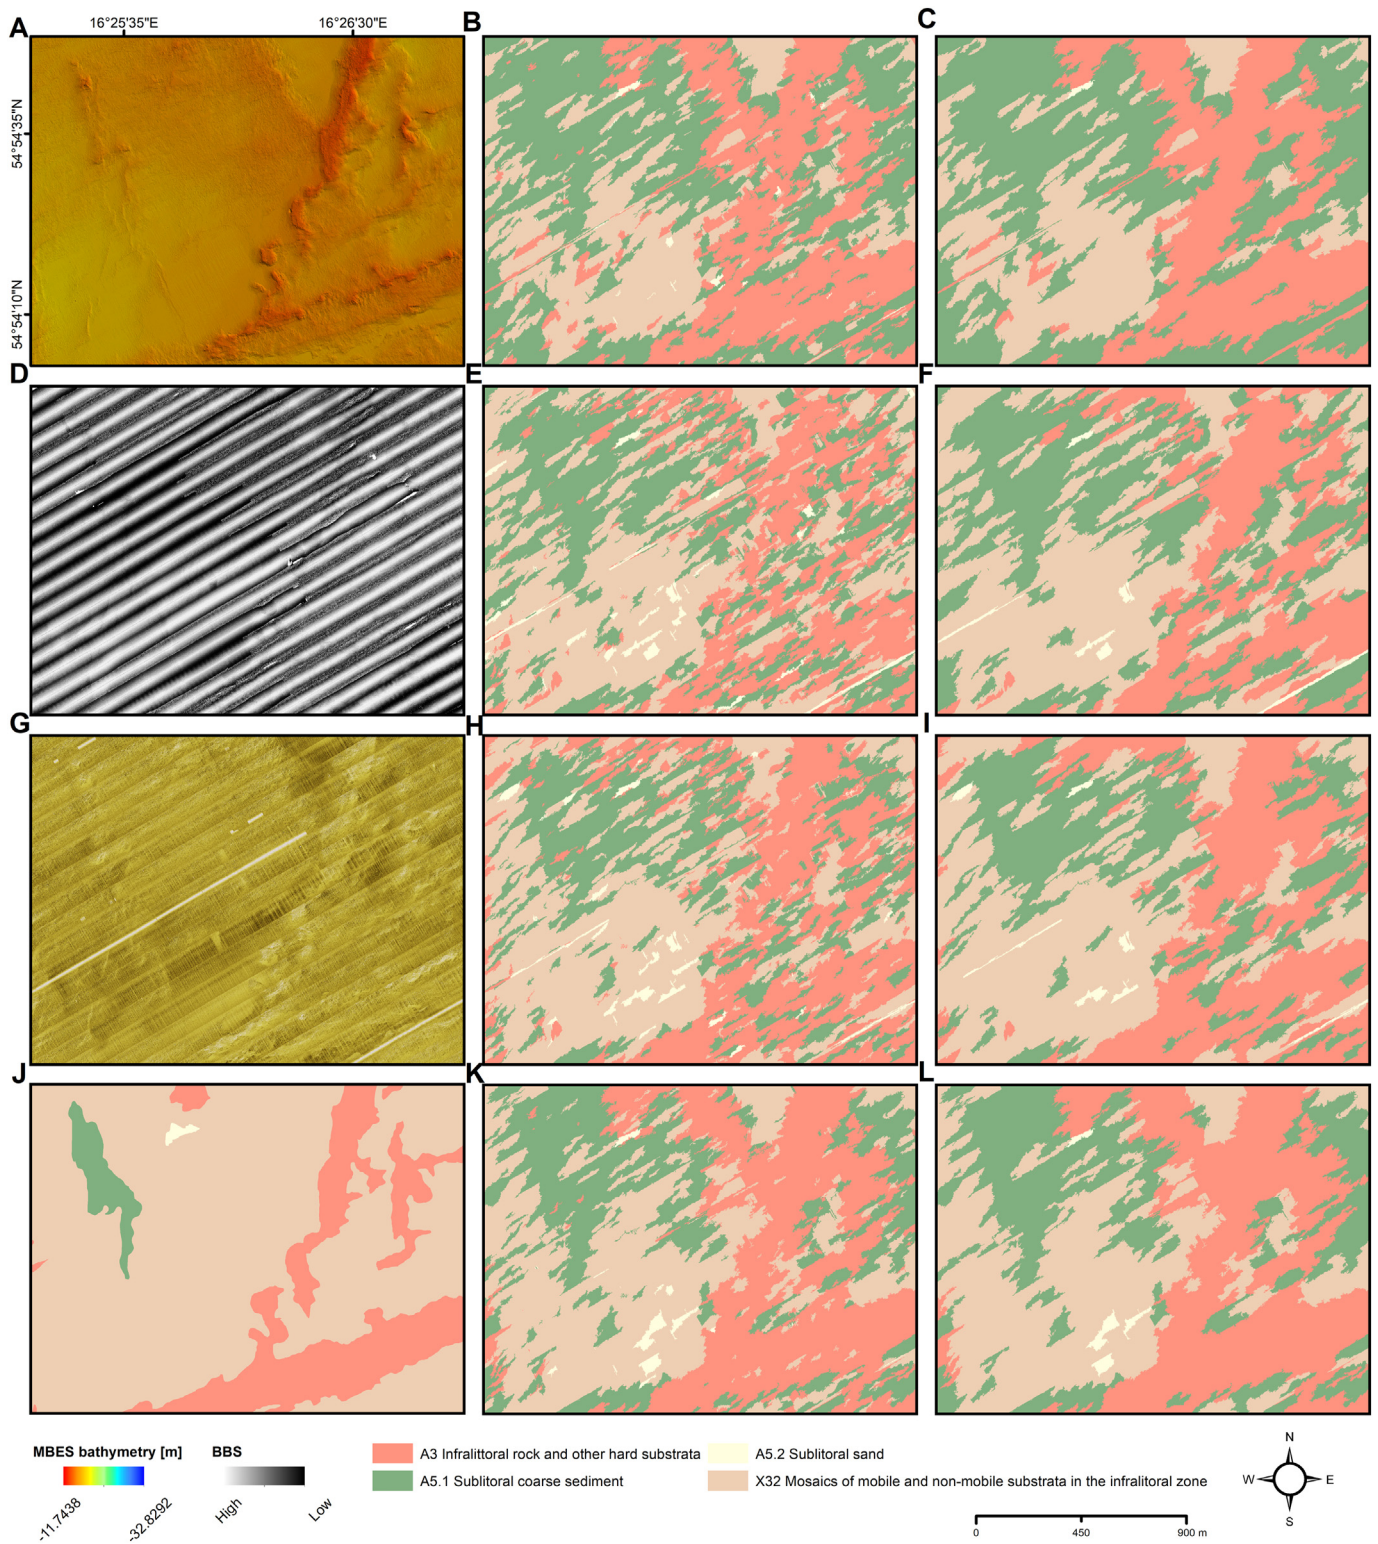 A
16°25'35"E
16°26'30"E
B
C
54°54'35"N
54°54'10"N
D
E
F
G
H
I
J
K
L
MBES bathymetry [m]
-11.7438
-32.8292
BBS
High
Low
A3 Infralittoral rock and other hard substrata
A5.2 Sublitoral sand
A5.1 Sublitoral coarse sediment
X32 Mosaics of mobile and non-mobile substrata in the infralitoral zone
N
W
E
S
0
450
900 m